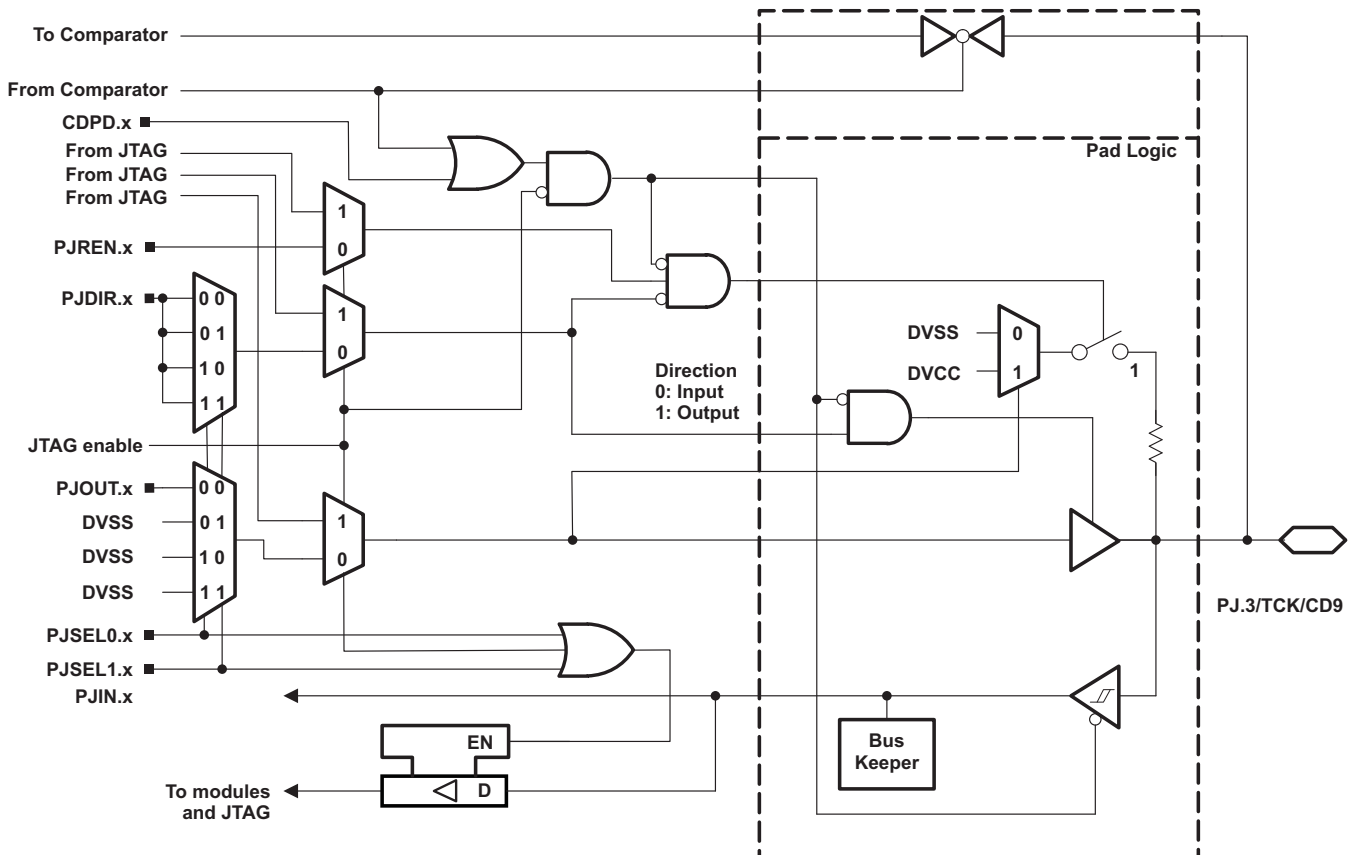 To Comparator
From Comparator
CDPD.x
Pad Logic
From JTAG
From JTAG
From JTAG
1
PJREN.x
0
PJDIR.x
0 0
1
0 1
DVSS
0
0
1 0
Direction
0: Input
1: Output
DVCC
1
1
1 1
JTAG enable
PJOUT.x
0 0
DVSS
0 1
1
DVSS
1 0
0
DVSS
1 1
PJ.3/TCK/CD9
PJSEL0.x
PJSEL1.x
PJIN.x
EN
Bus
Keeper
To modules
and JTAG
D